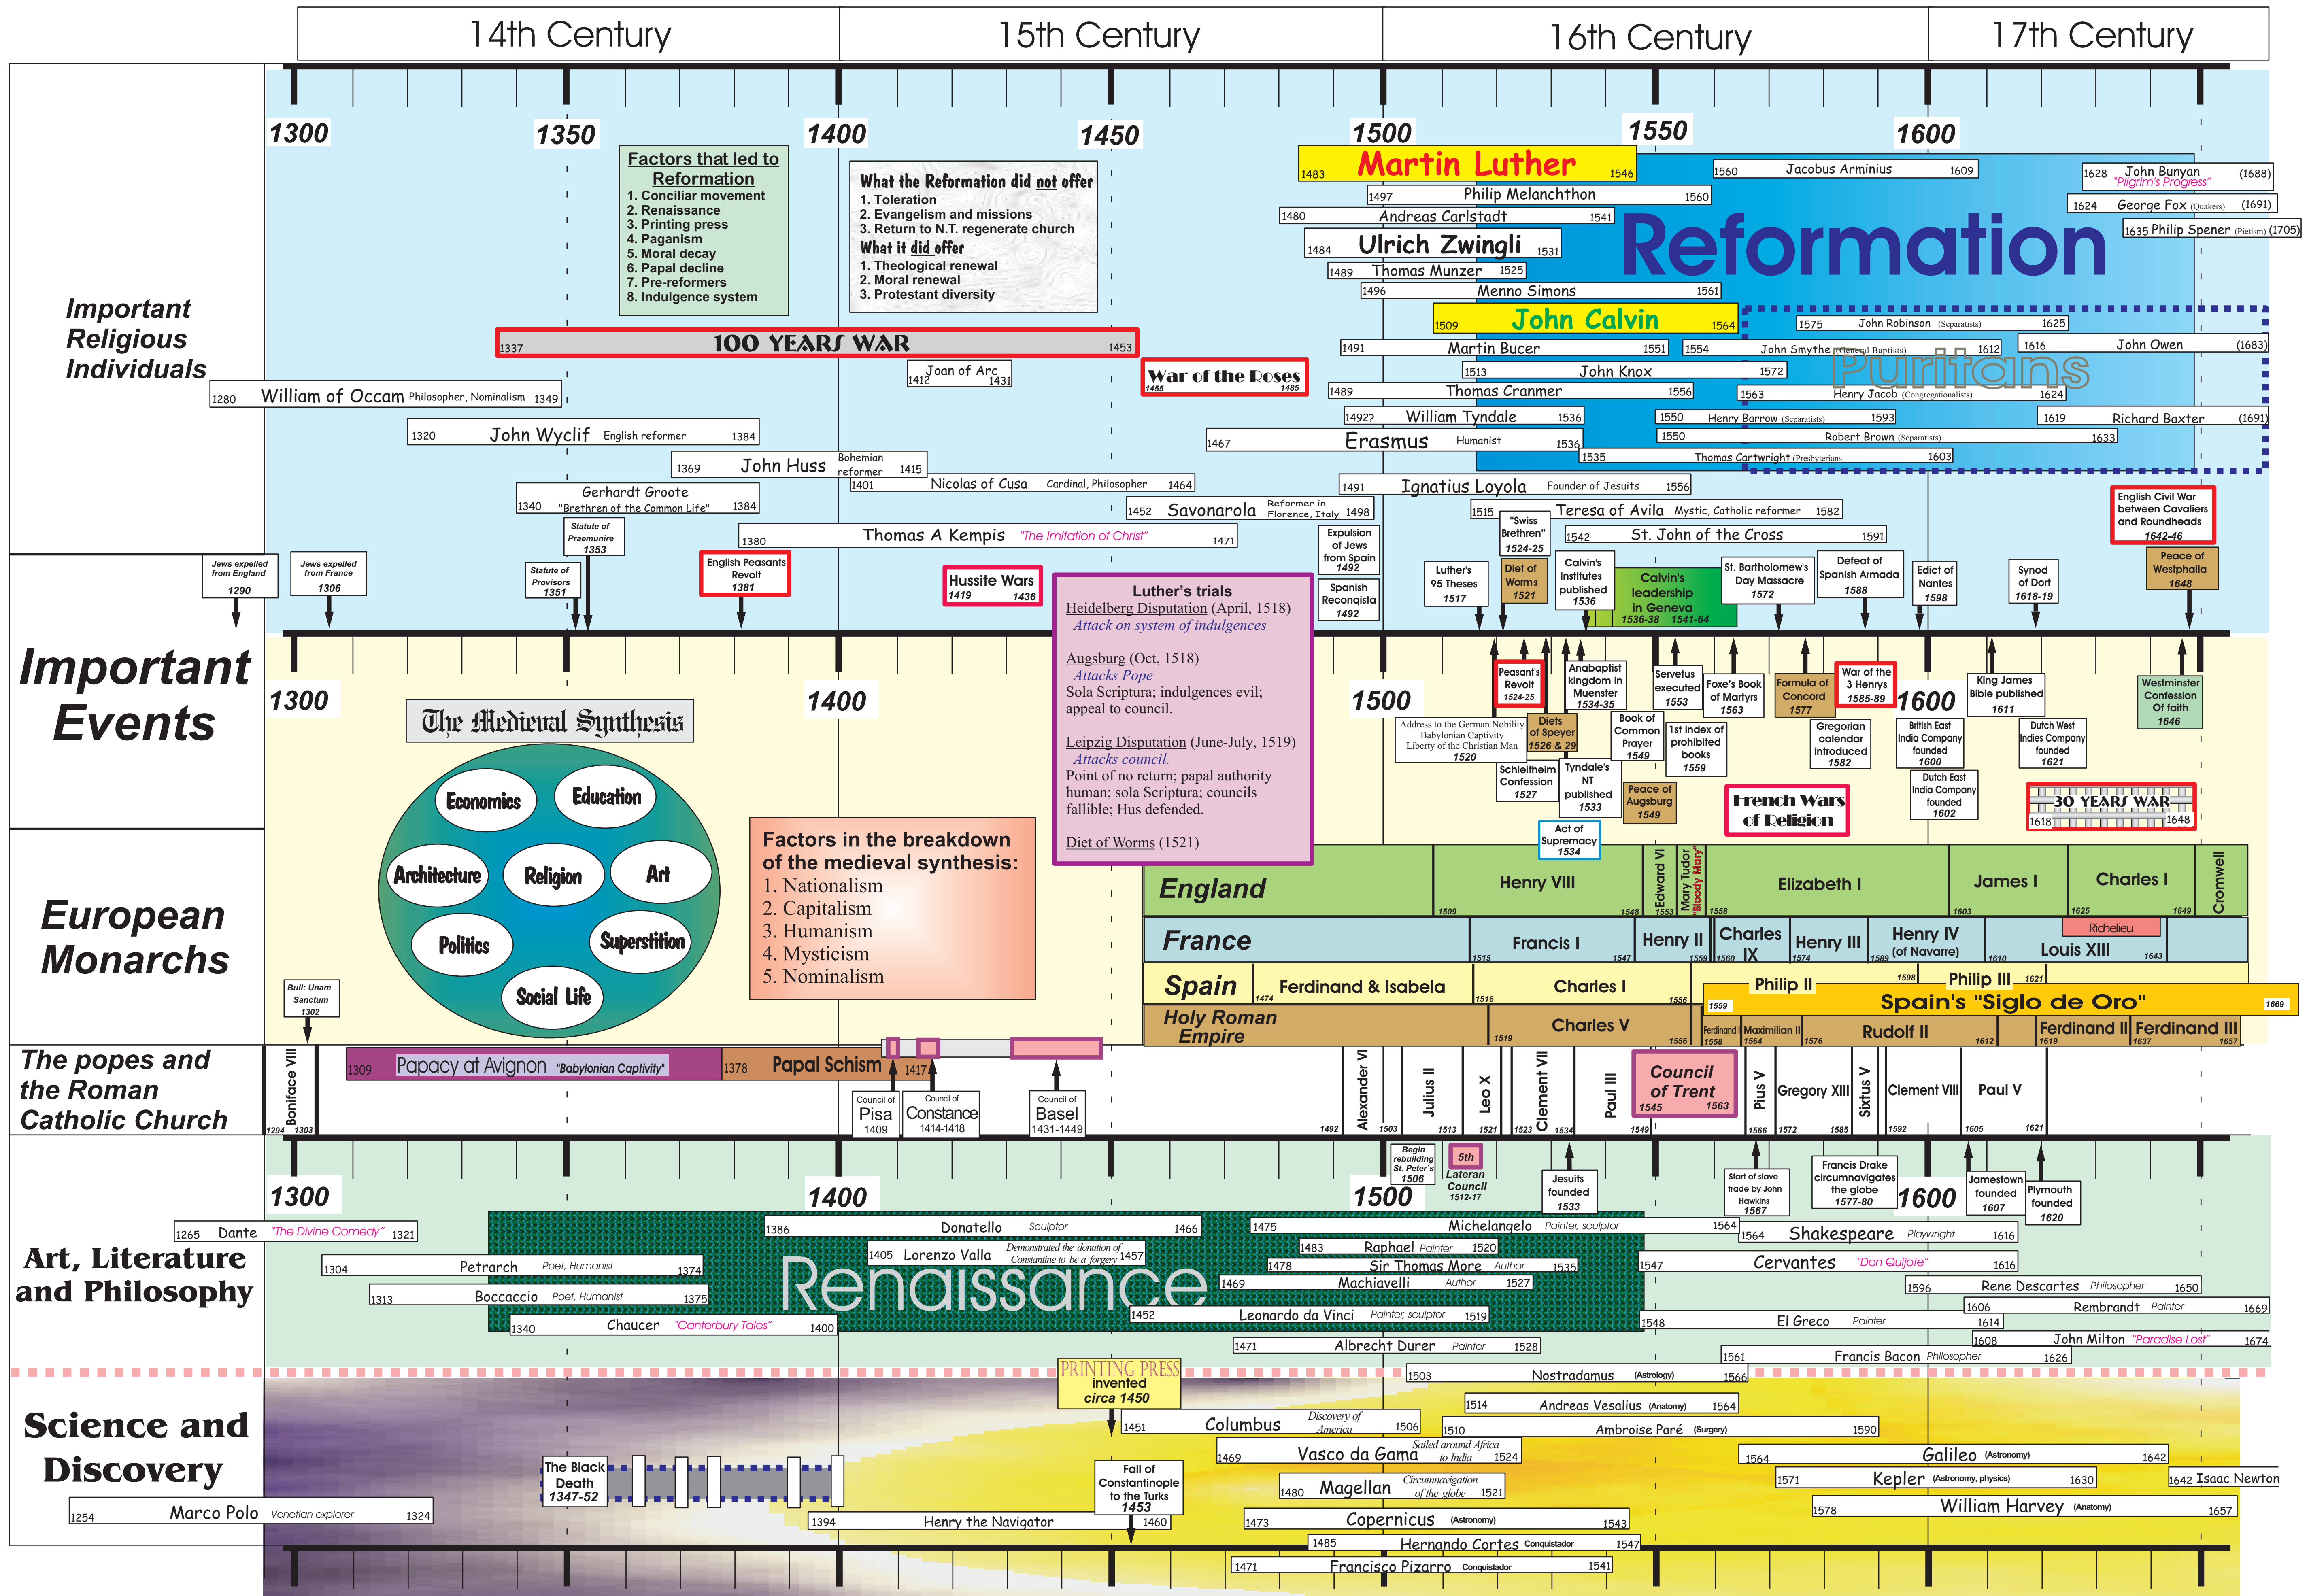 14th Century
15th Century
16th Century
17th Century
1300
1350
1400
1450
1500
1550
1600
Important
Religious
Individuals
Factors that led to
Reformation
1. Conciliar movement
2. Renaissance
3. Printing press
4. Paganism
5. Moral decay
6. Papal decline
7. Pre-reformers
8. Indulgence system
What the Reformation did not offer
1. Toleration
2. Evangelism and missions
3. Return to N.T. regenerate church
What it did offer
1. Theological renewal
2. Moral renewal
3. Protestant diversity
1483 Martin Luther 1546
1497 Philip Melanchthon 1560
1480 Andreas Carlstadt 1541
1484 Ulrich Zwingli 1531
1489 Thomas Munzer 1525
1496 Menno Simons 1561
1509 John Calvin 1564
1491 Martin Bucer 1551
1513 John Knox 1572
1489 Thomas Cranmer 1556
1492? William Tyndale 1536
1467 Erasmus Humanist 1536
1535 Thomas Cartwright (Presbyterians 1603
1491 Ignatius Loyola Founder of Jesuits 1556
1515 Teresa of Avila Mystic, Catholic reformer 1582
1542 St. John of the Cross 1591
1560 Jacobus Arminius 1609
1628 John Bunyan (1688)
"Pilgrim's Progress"
1624 George Fox (Quakers) (1691)
1635 Philip Spener (Pietism) (1705)
Reformation
1575 John Robinson (Separatists) 1625
1554 John Smythe (General Baptists) 1612
1616 John Owen (1683)
Puritans
1563 Henry Jacob (Congregationalists) 1624
1550 Henry Barrow (Separatists) 1593
1619 Richard Baxter (1691)
1550 Robert Brown (Separatists) 1633
1337 100 YEARS WAR 1453
Joan of Arc
1412 1431
War of the Roses
1455 1485
1280 William of Occam Philosopher, Nominalism 1349
1320 John Wyclif English reformer 1384
1369 John Huss Bohemian
reformer 1415
1401 Nicolas of Cusa Cardinal, Philosopher 1464
Gerhardt Groote
1340 "Brethren of the Common Life" 1384
1452 Savonarola Reformer in
Florence, Italy 1498
1380 Thomas A Kempis "The Imitation of Christ" 1471
English Civil War
between Cavaliers
and Roundheads
1642-46
Important
Events
Jews expelled
from England
1290
Jews expelled
from France
1306
Statute of
Provisors
1351
Statute of
Praemunire
1353
English Peasants
Revolt
1381
Hussite Wars
1419 1436
Expulsion
of Jews
from Spain
1492
Spanish
Reconqista
1492
Luther's
95 Theses
1517
"Swiss
Brethren"
1524-25
Diet of
Worms
1521
Calvin's
Institutes
published
1536
Calvin's
leadership
in Geneva
1536-38 1541-64
St. Bartholomew's
Day Massacre
1572
Defeat of
Spanish Armada
1588
Edict of
Nantes
1598
Synod
of Dort
1618-19
Peace of
Westphalia
1648
Luther's trials
Heidelberg Disputation (April, 1518)
Attack on system of indulgences
Augsburg (Oct, 1518)
Attacks Pope
Sola Scriptura; indulgences evil;
appeal to council.
Leipzig Disputation (June-July, 1519)
Attacks council.
Point of no return; papal authority
human; sola Scriptura; councils
fallible; Hus defended.
Diet of Worms (1521)
1300
1400
1500
1600
Peasant's
Revolt
1524-25
Anabaptist
kingdom in
Muenster
1534-35
Servetus
executed
1553
Foxe's Book
of Martyrs
1563
Formula of
Concord
1577
War of the
3 Henrys
1585-89
King James
Bible published
1611
Westminster
Confession
Of faith
1646
Address to the German Nobility
Babylonian Captivity
Liberty of the Christian Man
1520
Diets
of Speyer
1526 & 29
Book of
Common
Prayer
1549
1st index of
prohibited
books
1559
Gregorian
calendar
introduced
1582
British East
India Company
founded
1600
Dutch West
Indies Company
founded
1621
Schleitheim
Confession
1527
Tyndale's
NT
published
1533
Peace of
Augsburg
1549
French Wars
of Religion
Dutch East
India Company
founded
1602
30 YEARS WAR
1618 1648
Act of
Supremacy
1534
The Medieval Synthesis
Economics
Education
Architecture
Religion
Art
Politics
Superstition
Social Life
Factors in the breakdown
of the medieval synthesis:
1. Nationalism
2. Capitalism
3. Humanism
4. Mysticism
5. Nominalism
European
Monarchs
England
Henry VIII
1509 1548
Edward VI
1553
Mary Tudor
"Bloody Mary"
Elizabeth I
1558
James I
1603
Charles I
1625 1649
Cromwell
France
Francis I
1515 1547
Henry II
1559
Charles
IX
1560
Henry III
1574
Henry IV
(of Navarre)
1589
Richelieu
Louis XIII
1610 1643
Spain
1474 Ferdinand & Isabela
1516 Charles I 1556
Philip II 1598
Philip III 1621
1559 Spain's "Siglo de Oro" 1669
Holy Roman
Empire
1519 Charles V 1556
Ferdinand I
1558
Maximilian II
1564
Rudolf II
1576 1612
Ferdinand II
1619
Ferdinand III
1637 1657
Bull: Unam
Sanctum
1302
The popes and
the Roman
Catholic Church
Boniface VIII
1294 1303
1309 Papacy at Avignon "Babylonian Captivity"
1378 Papal Schism 1417
Council of
Pisa
1409
Council of
Constance
1414-1418
Council of
Basel
1431-1449
Alexander VI
1492 1503
Julius II
1513
Leo X
1521
Clement VII
1523 1534
Paul III
1549
Council
of Trent
1545 1563
Pius V
1566
Gregory XIII
1572 1585
Sixtus V
Clement VIII
1592
Paul V
1605 1621
1300
1400
1500
1600
Begin
rebuilding
St. Peter's
1506
5th
Lateran
Council
1512-17
Jesuits
founded
1533
Start of slave
trade by John
Hawkins
1567
Francis Drake
circumnavigates
the globe
1577-80
Jamestown
founded
1607
Plymouth
founded
1620
Art, Literature
and Philosophy
1265 Dante "The Divine Comedy" 1321
1304 Petrarch Poet, Humanist 1374
1313 Boccaccio Poet, Humanist 1375
1340 Chaucer "Canterbury Tales" 1400
1386 Donatello Sculptor 1466
1405 Lorenzo Valla Demonstrated the donation of
Constantine to be a forgery 1457
Renaissance
1475 Michelangelo Painter, sculptor 1564
1483 Raphael Painter 1520
1478 Sir Thomas More Author 1535
1469 Machiavelli Author 1527
1452 Leonardo da Vinci Painter, sculptor 1519
1471 Albrecht Durer Painter 1528
1564 Shakespeare Playwright 1616
1547 Cervantes "Don Quijote" 1616
1596 Rene Descartes Philosopher 1650
1606 Rembrandt Painter 1669
1548 El Greco Painter 1614
1608 John Milton "Paradise Lost" 1674
1561 Francis Bacon Philosopher 1626
Science and
Discovery
PRINTING PRESS
invented
circa 1450
1503 Nostradamus (Astrology) 1566
1514 Andreas Vesalius (Anatomy) 1564
1451 Columbus Discovery of
America 1506
1510 Ambroise Paré (Surgery) 1590
1469 Vasco da Gama Sailed around Africa
to India 1524
1564 Galileo (Astronomy) 1642
1480 Magellan Circumnavigation
of the globe 1521
1571 Kepler (Astronomy, physics) 1630
1642 Isaac Newton
1578 William Harvey (Anatomy) 1657
1473 Copernicus (Astronomy) 1543
1485 Hernando Cortes Conquistador 1547
1471 Francisco Pizarro Conquistador 1541
The Black
Death
1347-52
Fall of
Constantinople
to the Turks
1453
1254 Marco Polo Venetian explorer 1324
1394 Henry the Navigator 1460